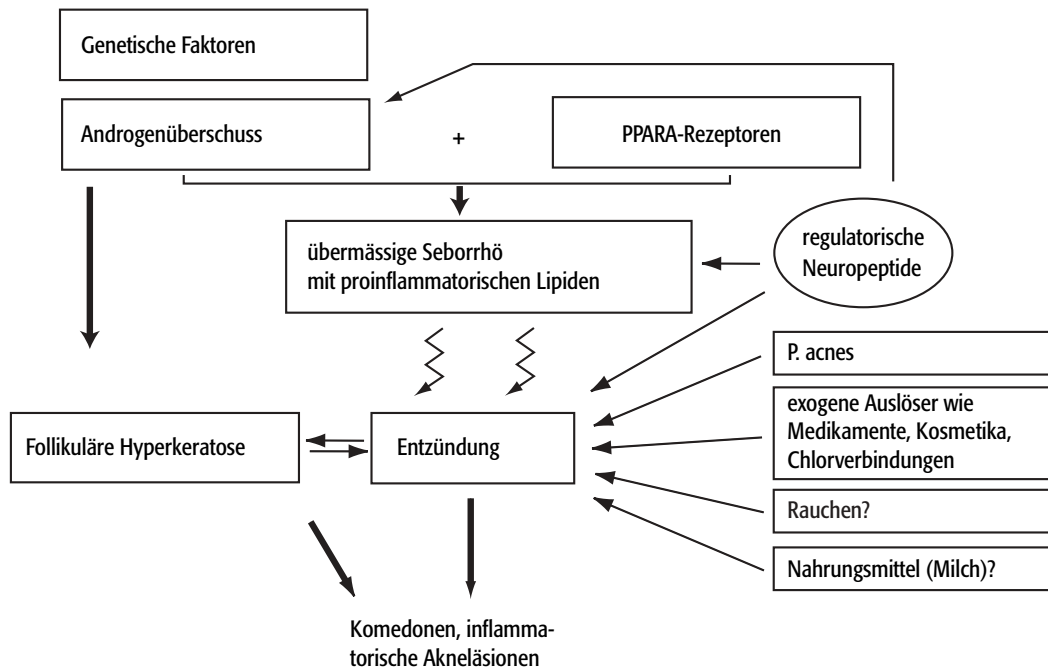 Genetische Faktoren
Androgenüberschuss
+
PPARA-Rezeptoren
übermässige Seborrhö
mit proinflammatorischen Lipiden
regulatorische
Neuropeptide
P. acnes
exogene Auslöser wie
Medikamente, Kosmetika,
Chlorverbindungen
Follikuläre Hyperkeratose
Entzündung
Rauchen?
Nahrungsmittel (Milch)?
Komedonen, inflamma-
torische Akneläsionen